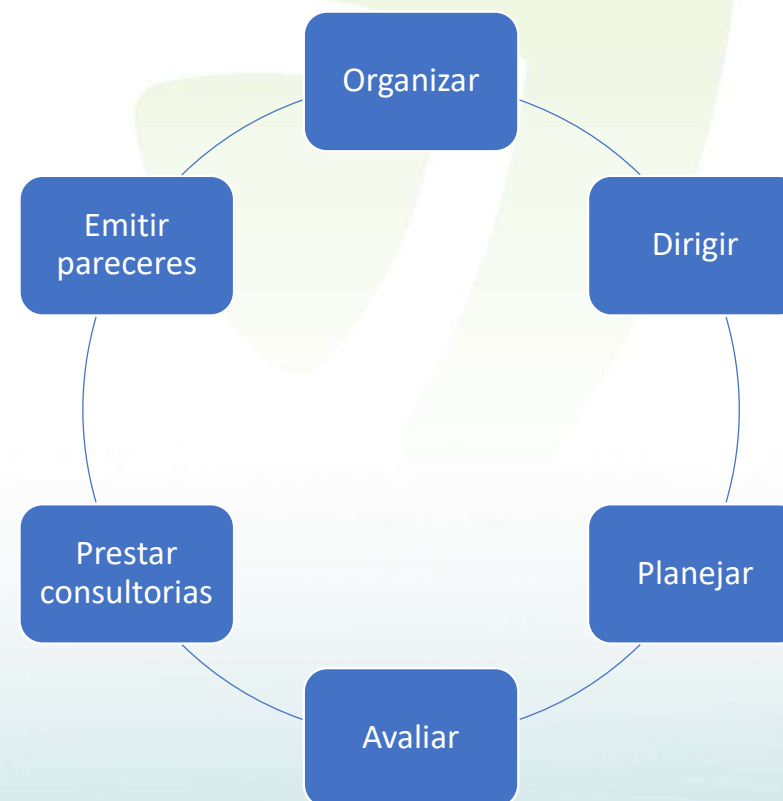 Organizar
Dirigir
Planejar
Avaliar
Prestar
consultorias
Emitir
pareceres